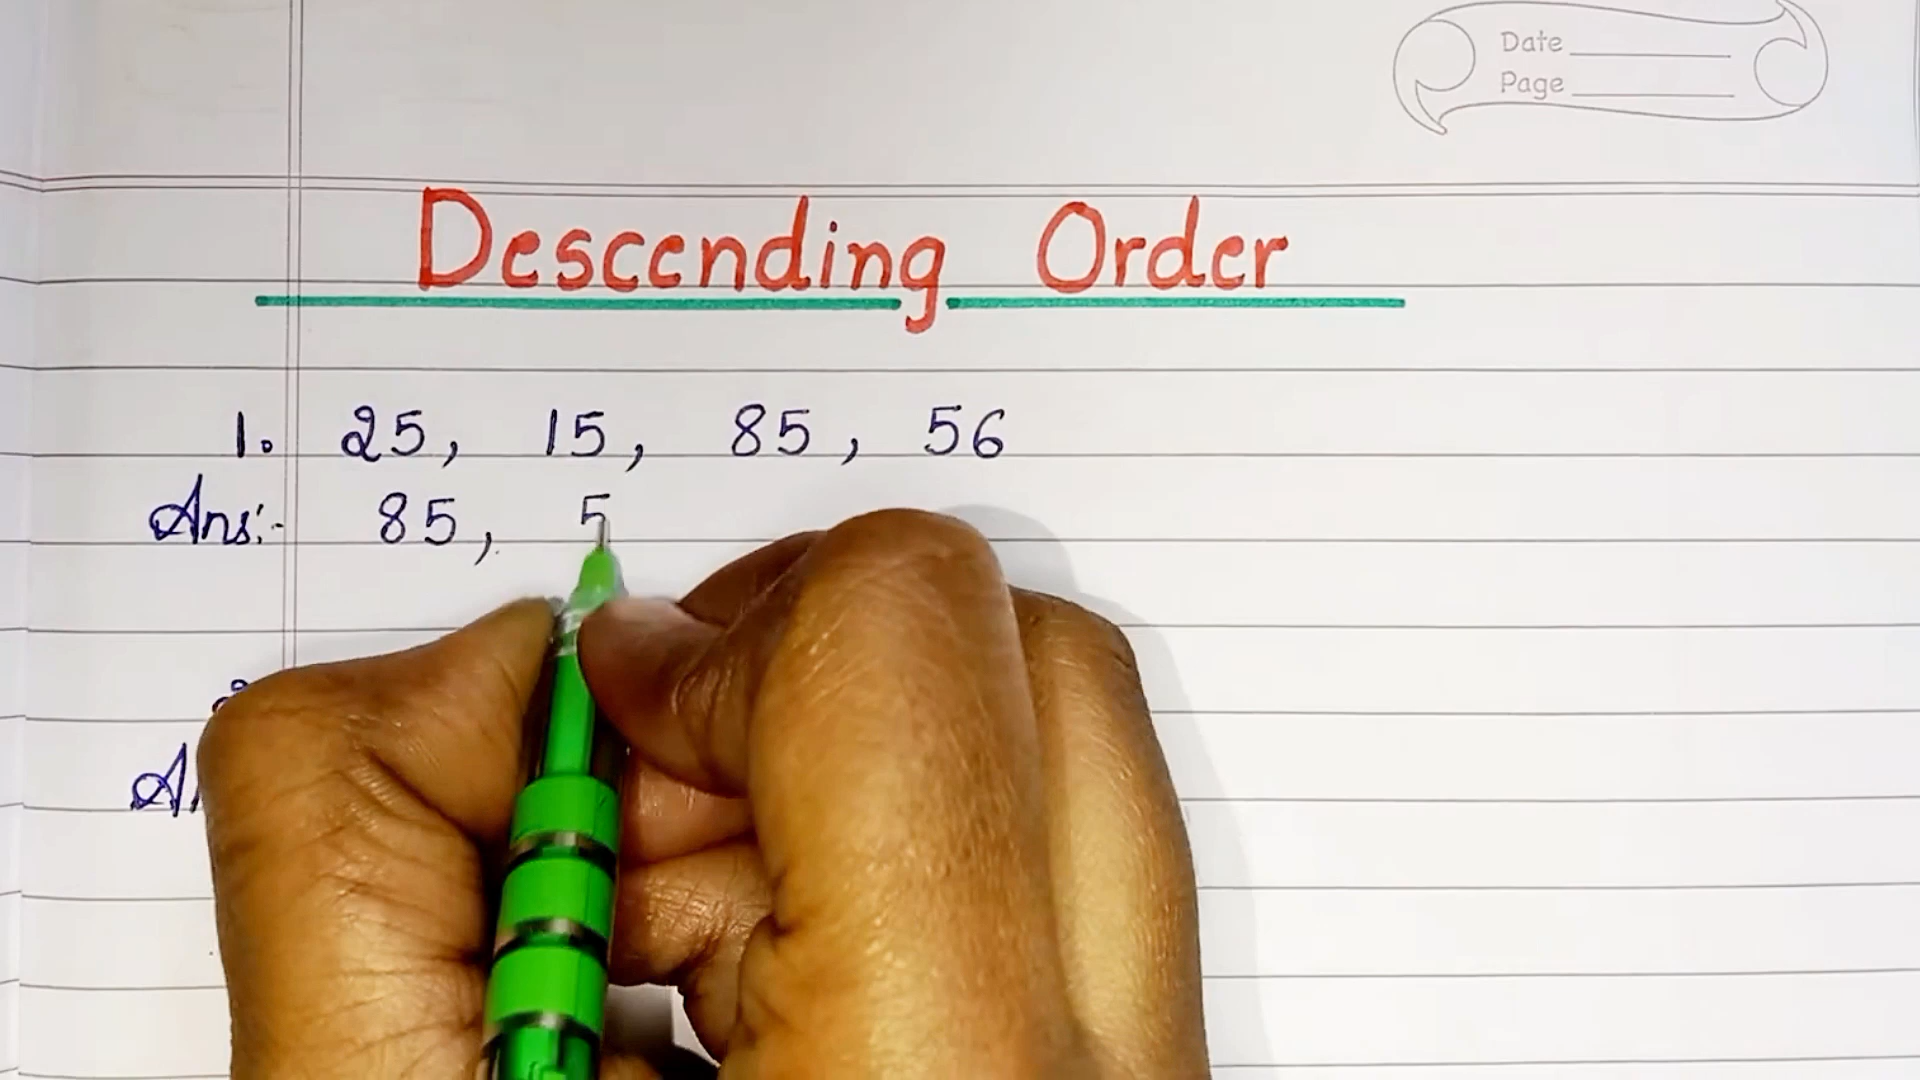 Date
Page
Descending Order
1. 25, 15, 85, 56
Ans:- 85, 5